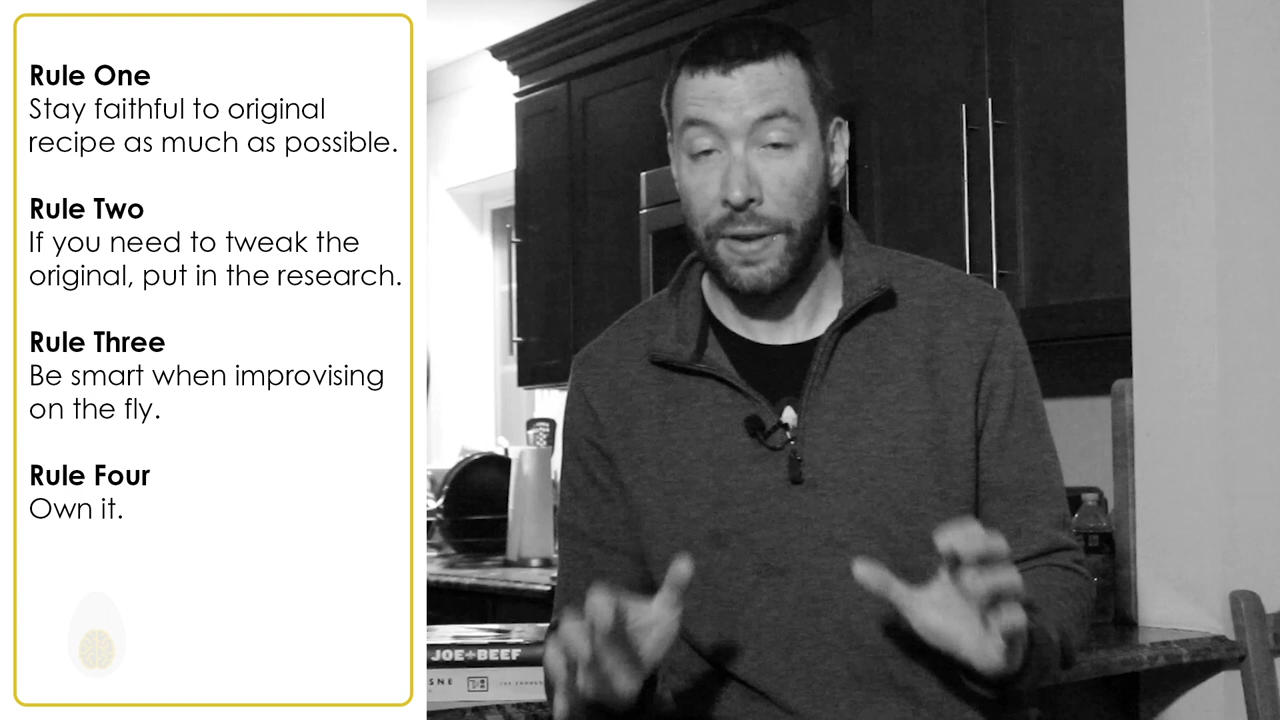 Rule One
Stay faithful to original
recipe as much as possible.
Rule Two
If you need to tweak the
original, put in the research.
Rule Three
Be smart when improvising
on the fly.
Rule Four
Own it.
JOE BEEF